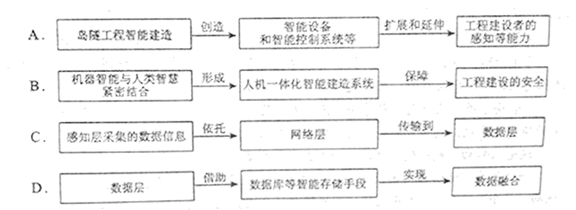 A. 岛隧工程智能建造 创造 智能设备和智能控制系统等 扩展和延伸 工程建设者的感知等能力
B. 机器智能与人类智慧紧密结合 形成 人机一体化智能建造系统 保障 工程建设的安全
C. 感知层采集的数据信息 依托 网络层 传输到 数据层
D. 数据层 借助 数据库等智能存储手段 实现 数据融合